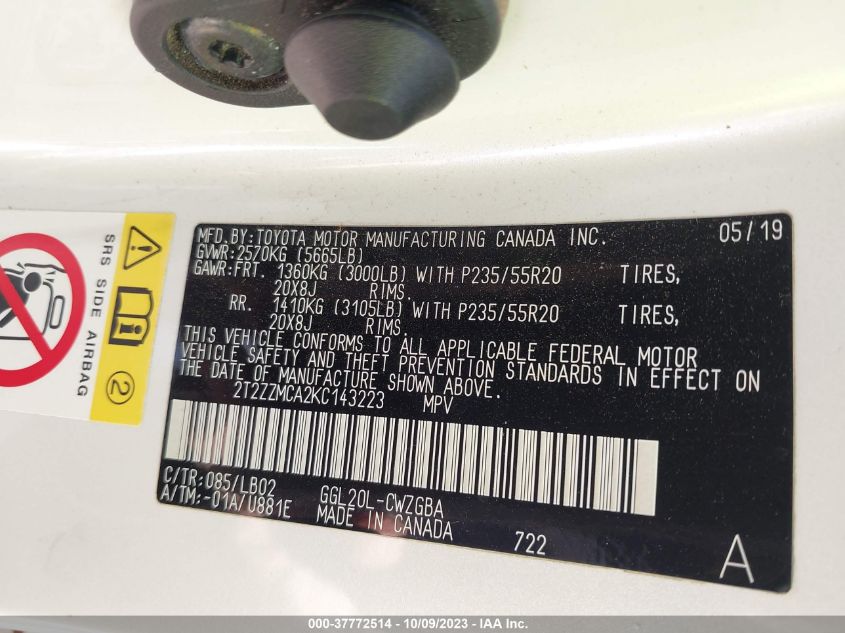 MFD.BY:TOYOTA MOTOR MANUFACTURING CANADA INC. 05/19
GVWR:2570KG (5665LB)
GAWR:FRT. 1360KG (3000LB) WITH P235/55R20 TIRES,
20X8J RIMS.
RR. 1410KG (3105LB) WITH P235/55R20 TIRES,
20X8J RIMS.
THIS VEHICLE CONFORMS TO ALL APPLICABLE FEDERAL MOTOR
VEHICLE SAFETY AND THEFT PREVENTION STANDARDS IN EFFECT ON
THE DATE OF MANUFACTURE SHOWN ABOVE.
2T2ZZMCA2KC143223 MPV
C/TR:085/LB02 GGL20L-CWZGBA
A/TM:-01A/U881E MADE IN CANADA 722 A
SRS SIDE AIRBAG
2
000-37772514 - 10/09/2023 - IAA Inc.